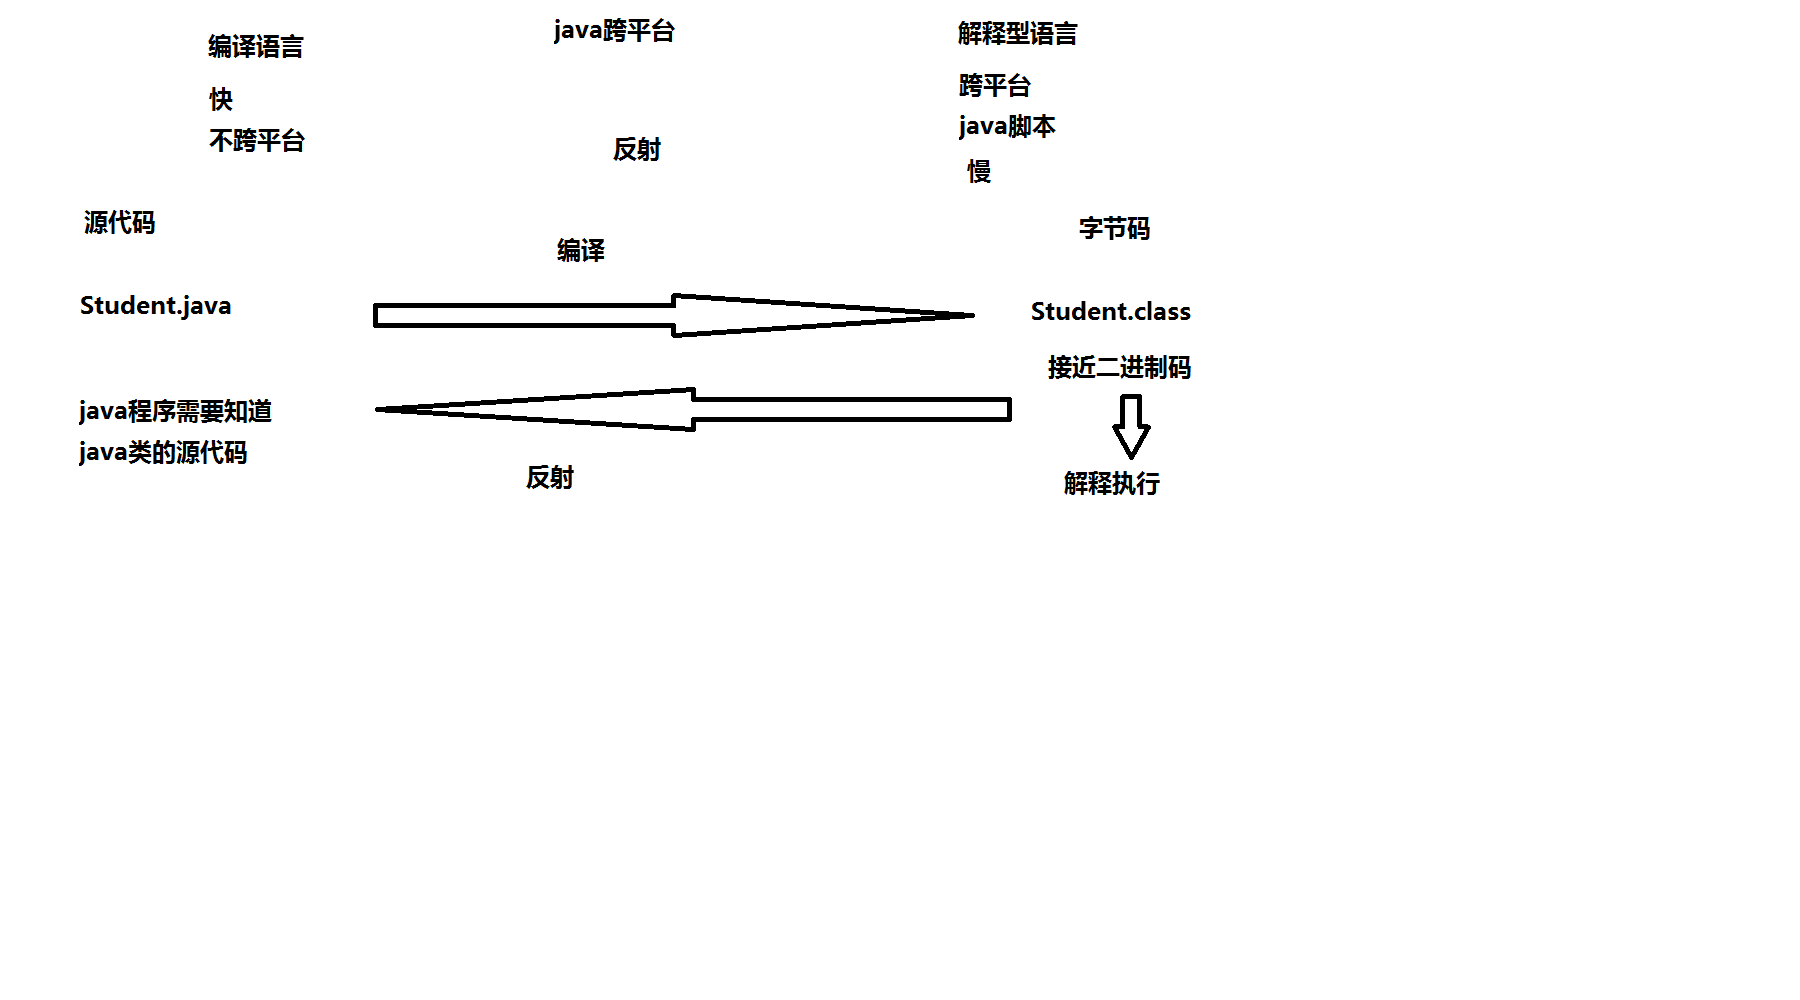 编译语言
快
不跨平台
java跨平台
反射
解释型语言
跨平台
java脚本
慢
源代码
编译
字节码
Student.java
Student.class
接近二进制码
java程序需要知道
java类的源代码
反射
解释执行